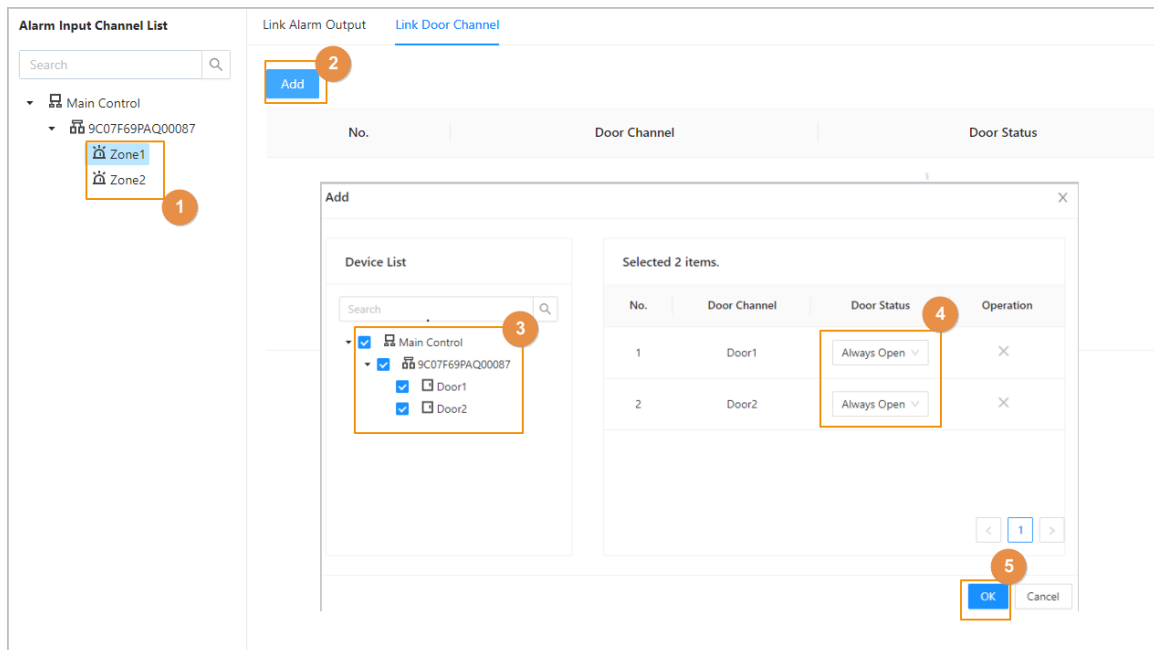 Alarm Input Channel List
Link Alarm Output
Link Door Channel
Search
2
Add
Main Control
9C07F69PAQ00087
Zone1
Zone2
1
No.
Door Channel
Door Status
Add
Device List
Search
3
Main Control
9C07F69PAQ00087
Door1
Door2
Selected 2 items.
No.
Door Channel
Door Status
4
Operation
1
Door1
Always Open
2
Door2
Always Open
1
5
OK
Cancel